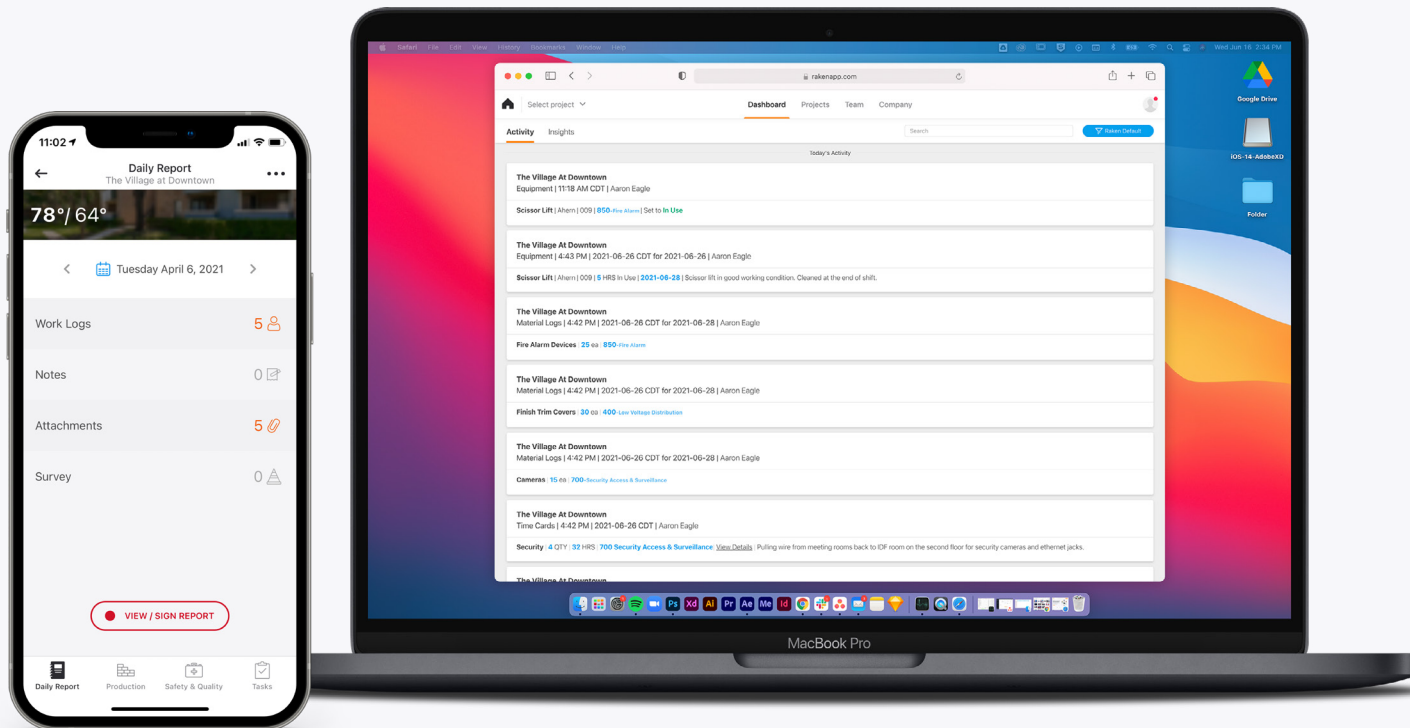 11:02
Daily Report
The Village at Downtown
78°/ 64°
Tuesday April 6, 2021
Work Logs 5
Notes 0
Attachments 5
Survey 0
VIEW / SIGN REPORT
Daily Report Production Safety & Quality Tasks
Safari File Edit View History Bookmarks Window Help Wed Jun 16 2:34 PM
rakenapp.com
Select project Dashboard Projects Team Company
Activity Insights Search Raken Default
Today's Activity
The Village At Downtown
Equipment | 11:18 AM CDT | Aaron Eagle
Scissor Lift | Ahern | 009 | 850-Fire Alarm | Set to In Use
The Village At Downtown
Equipment | 4:43 PM | 2021-06-26 CDT for 2021-06-26 | Aaron Eagle
Scissor Lift | Ahern | 009 | 5 HRS In Use | 2021-06-28 | Scissor lift in good working condition. Cleaned at the end of shift.
The Village At Downtown
Material Logs | 4:42 PM | 2021-06-26 CDT for 2021-06-28 | Aaron Eagle
Fire Alarm Devices | 25 ea | 850-Fire Alarm
The Village At Downtown
Material Logs | 4:42 PM | 2021-06-26 CDT for 2021-06-28 | Aaron Eagle
Finish Trim Covers | 30 ea | 400-Low Voltage Distribution
The Village At Downtown
Material Logs | 4:42 PM | 2021-06-26 CDT for 2021-06-28 | Aaron Eagle
Cameras | 15 ea | 700-Security Access & Surveillance
The Village At Downtown
Time Cards | 4:42 PM | 2021-06-26 CDT | Aaron Eagle
Security | 4 QTY | 32 HRS | 700 Security Access & Surveillance | View Details | Pulling wire from meeting rooms back to IDF room on the second floor for security cameras and ethernet jacks.
The Village At Downtown
Google Drive
iOS-14-AdobeXD
Folder
Ps Xd Ai Pr Ae Me Id
MacBook Pro